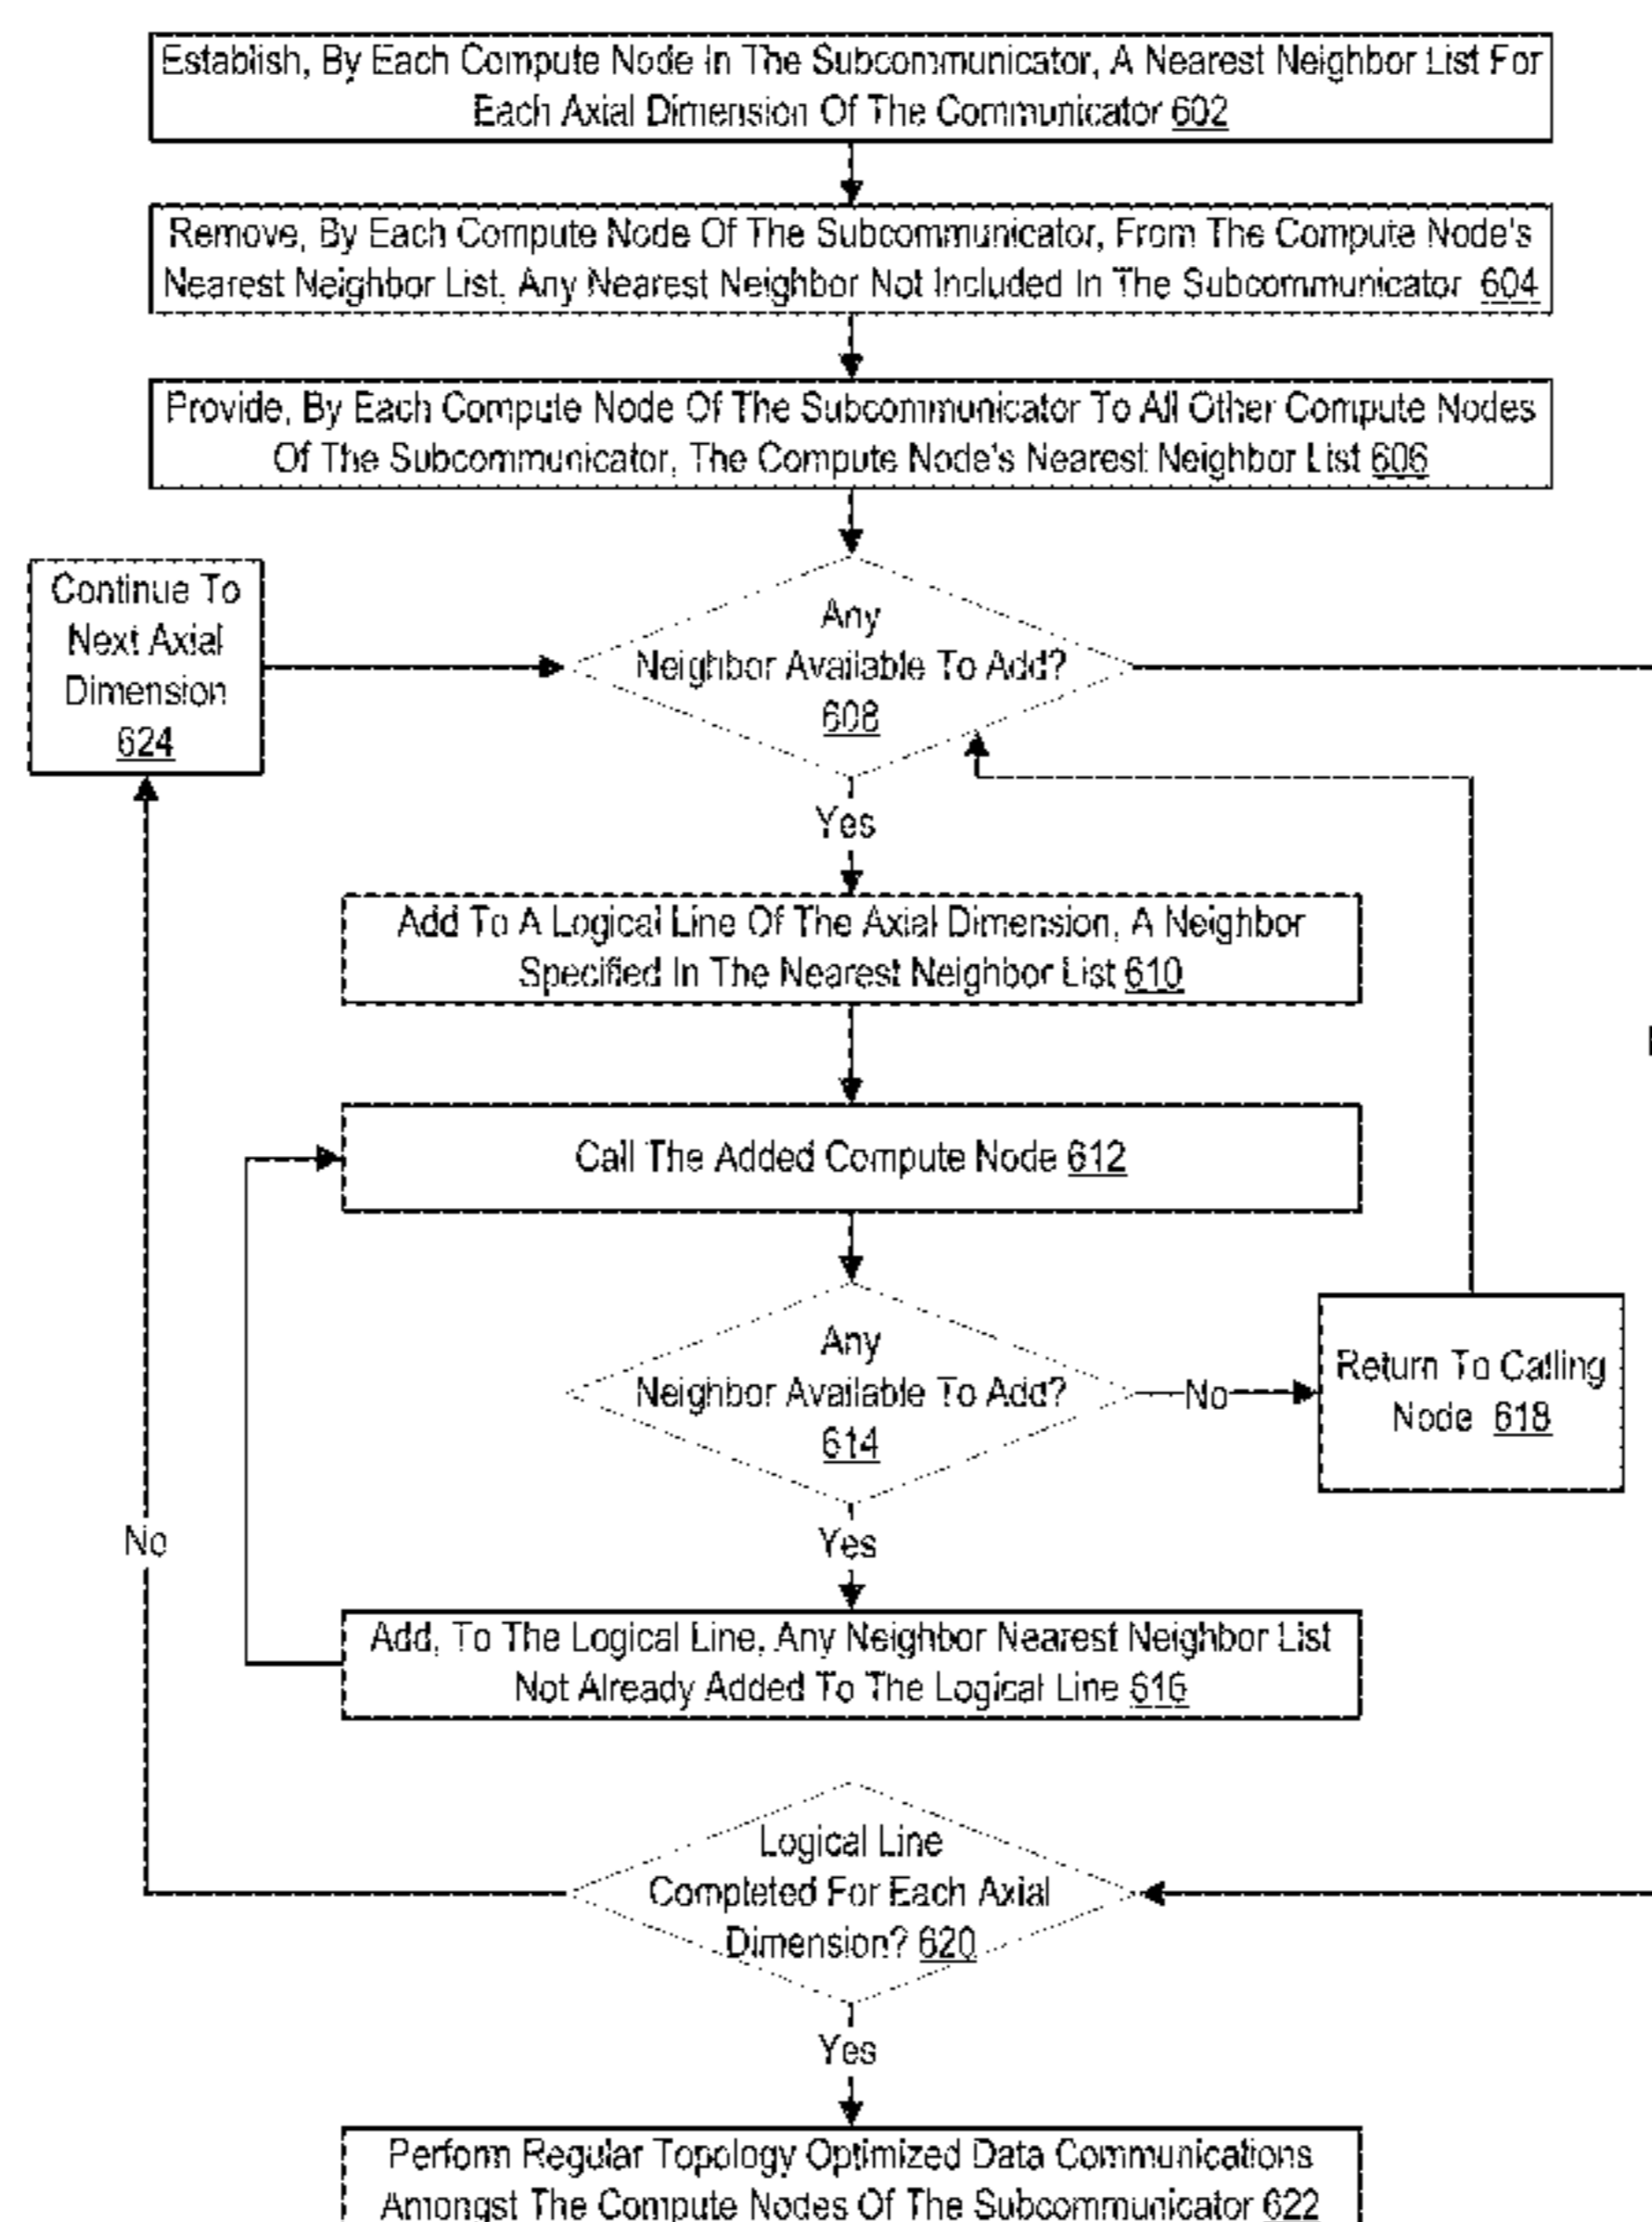 Establish, By Each Compute Node In The Subcommunicator, A Nearest Neighbor List For
Each Axial Dimension Of The Communicator 602
Remove, By Each Compute Node Of The Subcommunicator, From The Compute Node's
Nearest Neighbor List, Any Nearest Neighbor Not Included In The Subcommunicator 604
Provide, By Each Compute Node Of The Subcommunicator To All Other Compute Nodes
Of The Subcommunicator, The Compute Node's Nearest Neighbor List 606
Continue To
Next Axial
Dimension
624
Any
Neighbor Available To Add?
608
Yes
Add To A Logical Line Of The Axial Dimension, A Neighbor
Specified In The Nearest Neighbor List 610
Call The Added Compute Node 612
Any
Neighbor Available To Add?
614
No
Return To Calling
Node 618
Yes
No
Add, To The Logical Line, Any Neighbor Nearest Neighbor List
Not Already Added To The Logical Line 616
Logical Line
Completed For Each Axial
Dimension? 620
Yes
Perform Regular Topology Optimized Data Communications
Amongst The Compute Nodes Of The Subcommunicator 622